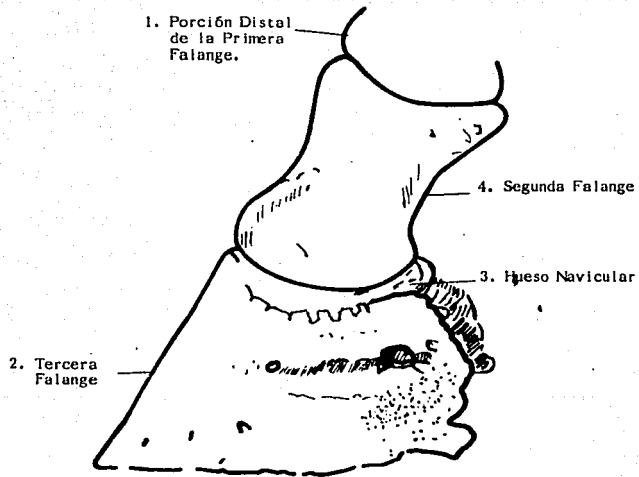 1. Porción Distal
de la Primera
Falange.
4. Segunda Falange
3. Hueso Navicular
2. Tercera
Falange